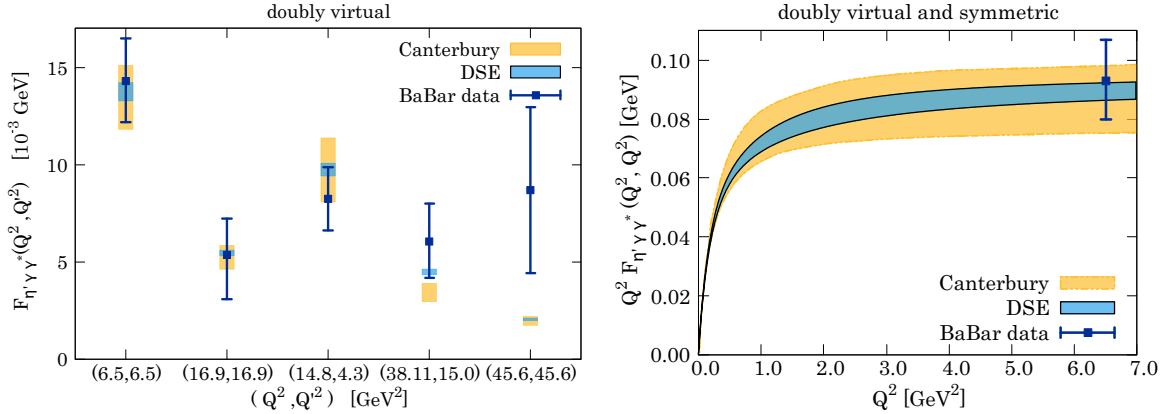 doubly virtual
F_η'γγ*(Q², Q'²) [10⁻³ GeV]
15
10
5
0
Canterbury
DSE
BaBar data
(6.5,6.5) (16.9,16.9) (14.8,4.3) (38.11,15.0) (45.6,45.6)
(Q², Q'²) [GeV²]
doubly virtual and symmetric
Q² F_η'γγ*(Q², Q²) [GeV]
0.10
0.08
0.06
0.04
0.02
0.00
Canterbury
DSE
BaBar data
0.0 1.0 2.0 3.0 4.0 5.0 6.0 7.0
Q² [GeV²]